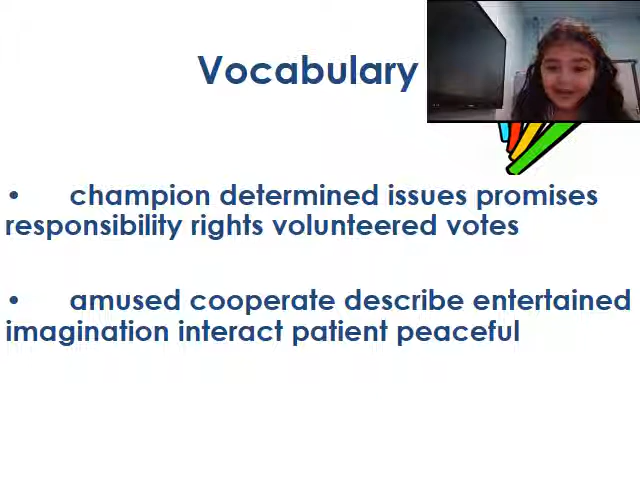 Vocabulary
• champion determined issues promises
responsibility rights volunteered votes
• amused cooperate describe entertained
imagination interact patient peaceful